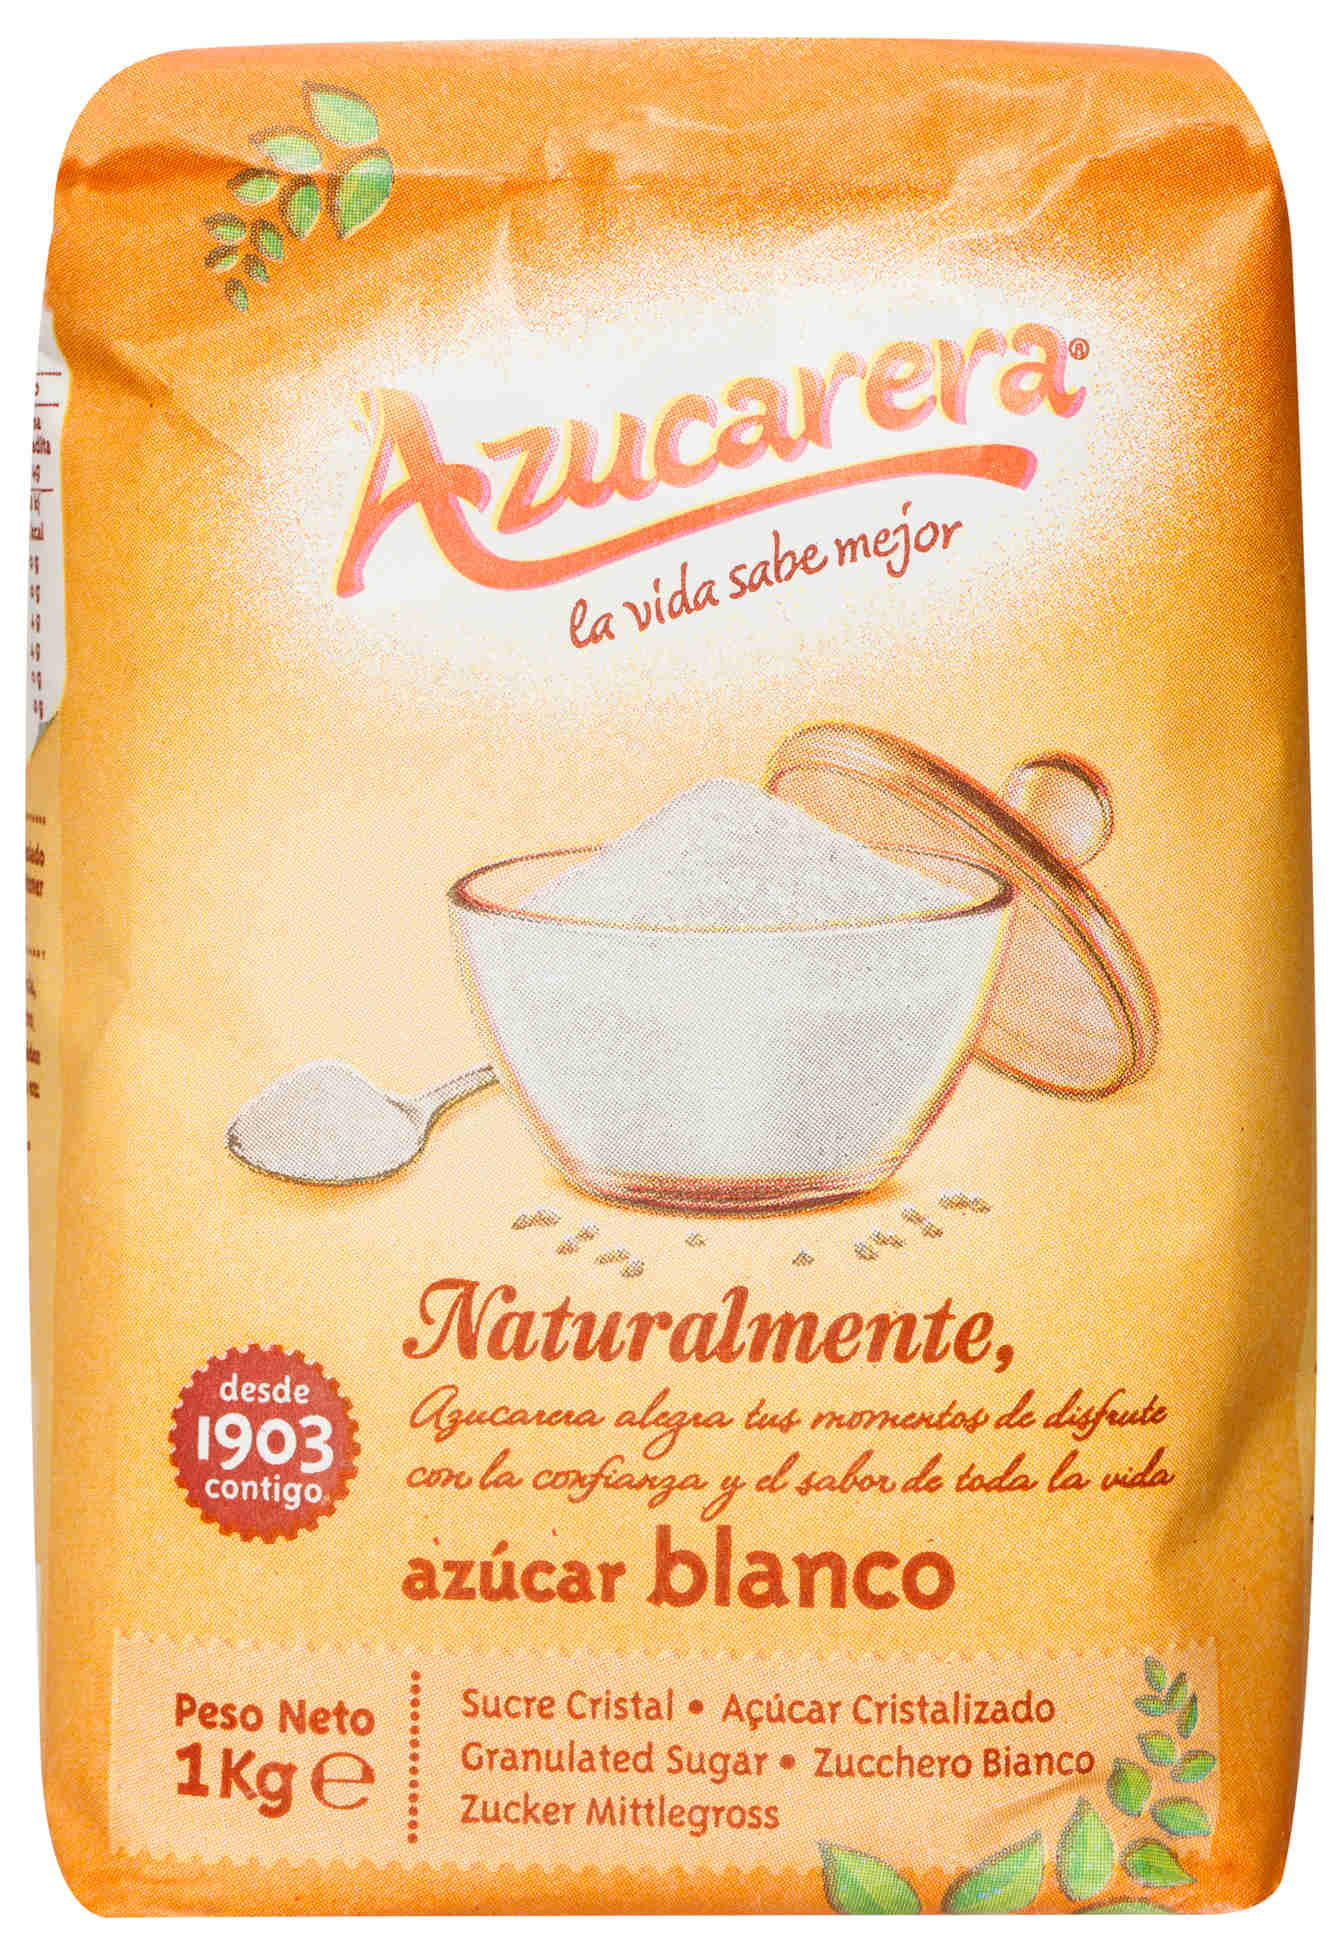 Azucarera®
la vida sabe mejor
Naturalmente,
Azucarera alegra tus momentos de disfrute
con la confianza y el sabor de toda la vida
desde
1903
contigo
azúcar blanco
Peso Neto
1Kg ℮
Sucre Cristal • Açúcar Cristalizado
Granulated Sugar • Zucchero Bianco
Zucker Mittlegross